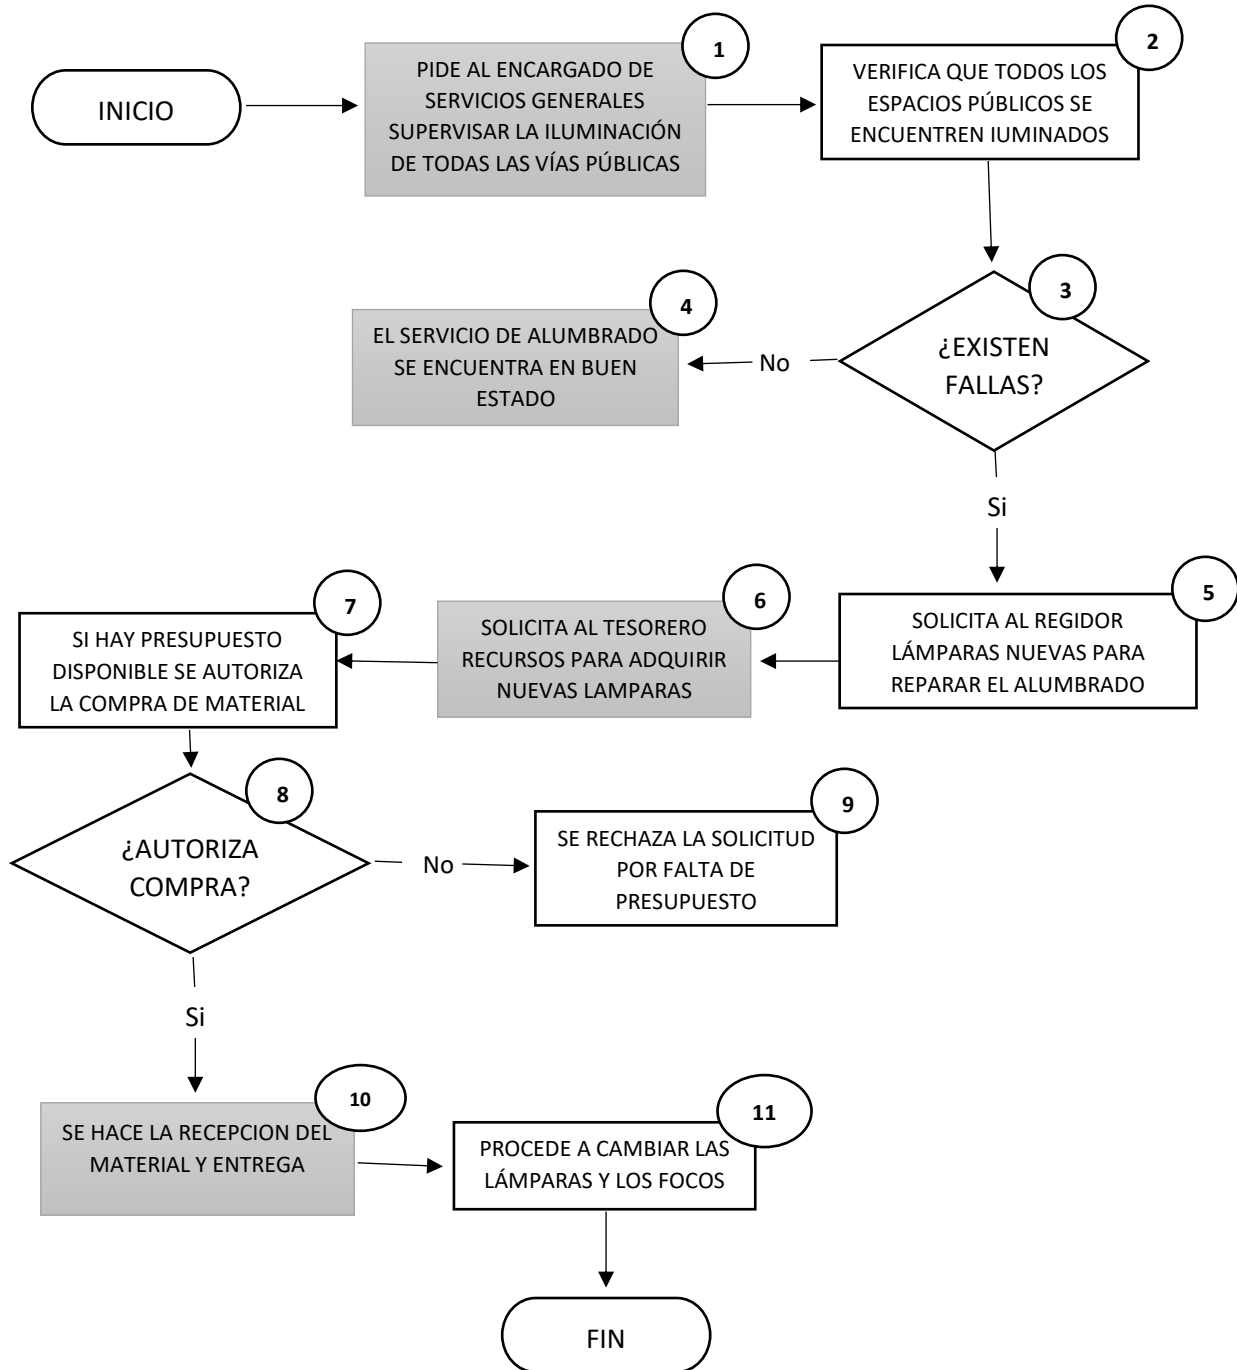 INICIO
1
PIDE AL ENCARGADO DE
SERVICIOS GENERALES
SUPERVISAR LA ILUMINACIÓN
DE TODAS LAS VÍAS PÚBLICAS
2
VERIFICA QUE TODOS LOS
ESPACIOS PÚBLICOS SE
ENCUENTREN IUMINADOS
3
¿EXISTEN
FALLAS?
No
4
EL SERVICIO DE ALUMBRADO
SE ENCUENTRA EN BUEN
ESTADO
Si
5
SOLICITA AL REGIDOR
LÁMPARAS NUEVAS PARA
REPARAR EL ALUMBRADO
6
SOLICITA AL TESORERO
RECURSOS PARA ADQUIRIR
NUEVAS LAMPARAS
7
SI HAY PRESUPUESTO
DISPONIBLE SE AUTORIZA
LA COMPRA DE MATERIAL
8
¿AUTORIZA
COMPRA?
No
9
SE RECHAZA LA SOLICITUD
POR FALTA DE
PRESUPUESTO
Si
10
SE HACE LA RECEPCION DEL
MATERIAL Y ENTREGA
11
PROCEDE A CAMBIAR LAS
LÁMPARAS Y LOS FOCOS
FIN